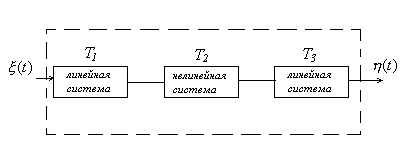 T1 T2 T3
ξ(t) линейная система нелинейная система линейная система η(t)